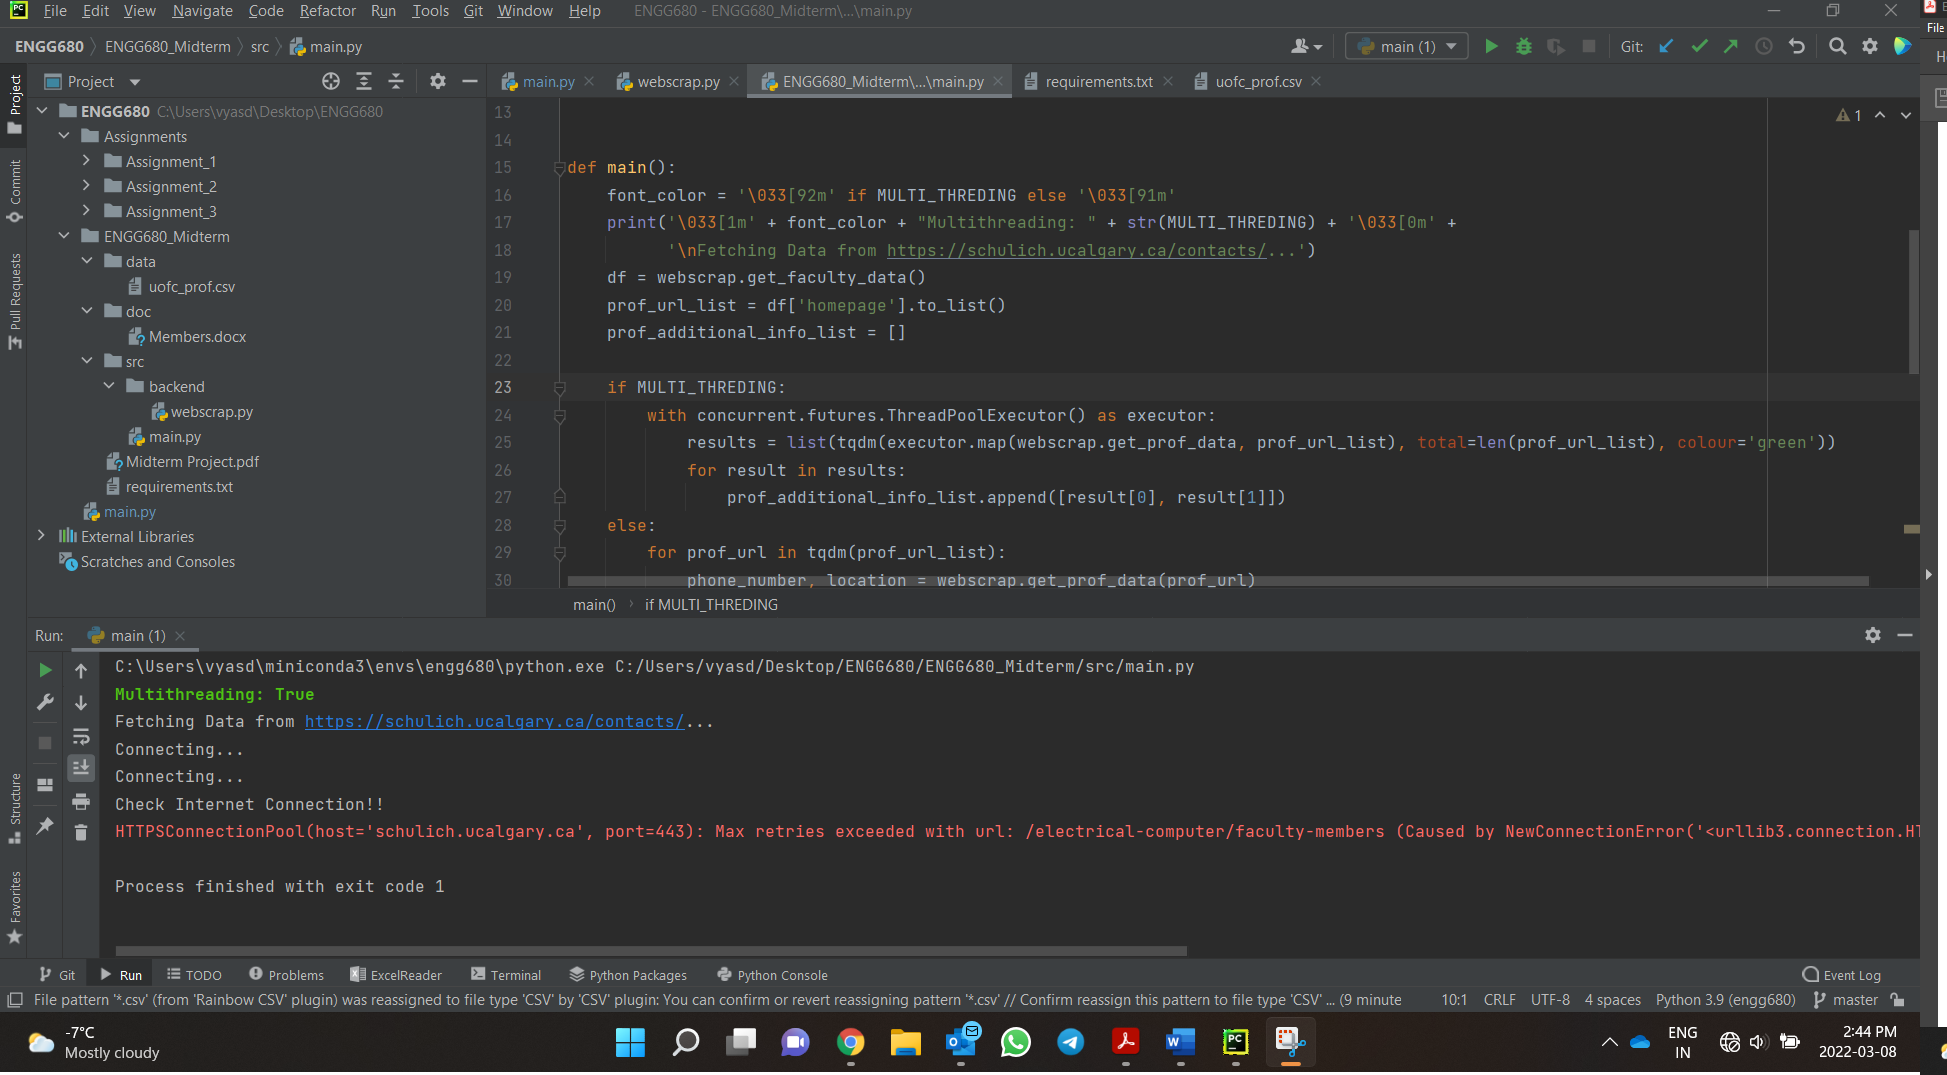 PC File Edit View Navigate Code Refactor Run Tools Git Window Help ENGG680 - ENGG680_Midterm\...\main.py
File
ENGG680 ENGG680_Midterm src main.py main (1) Git:
Project
Project
main.py webscrap.py ENGG680_Midterm\...\main.py requirements.txt uofc_prof.csv
Commit
Pull Requests
Structure
Favorites
ENGG680 C:\Users\vyasd\Desktop\ENGG680
Assignments
Assignment_1
Assignment_2
Assignment_3
ENGG680_Midterm
data
uofc_prof.csv
doc
Members.docx
src
backend
webscrap.py
main.py
Midterm Project.pdf
requirements.txt
main.py
External Libraries
Scratches and Consoles
1
13
14
15 def main():
16 font_color = '\033[92m' if MULTI_THREDING else '\033[91m'
17 print('\033[1m' + font_color + "Multithreading: " + str(MULTI_THREDING) + '\033[0m' +
18 '\nFetching Data from https://schulich.ucalgary.ca/contacts/...')
19 df = webscrap.get_faculty_data()
20 prof_url_list = df['homepage'].to_list()
21 prof_additional_info_list = []
22
23 if MULTI_THREDING:
24 with concurrent.futures.ThreadPoolExecutor() as executor:
25 results = list(tqdm(executor.map(webscrap.get_prof_data, prof_url_list), total=len(prof_url_list), colour='green'))
26 for result in results:
27 prof_additional_info_list.append([result[0], result[1]])
28 else:
29 for prof_url in tqdm(prof_url_list):
30 phone_number, location = webscrap.get_prof_data(prof_url)
main() › if MULTI_THREDING
Run: main (1)
C:\Users\vyasd\miniconda3\envs\engg680\python.exe C:/Users/vyasd/Desktop/ENGG680/ENGG680_Midterm/src/main.py
Multithreading: True
Fetching Data from https://schulich.ucalgary.ca/contacts/...
Connecting...
Connecting...
Check Internet Connection!!
HTTPSConnectionPool(host='schulich.ucalgary.ca', port=443): Max retries exceeded with url: /electrical-computer/faculty-members (Caused by NewConnectionError('<urllib3.connection.HT
Process finished with exit code 1
Git Run TODO Problems ExcelReader Terminal Python Packages Python Console Event Log
File pattern '*.csv' (from 'Rainbow CSV' plugin) was reassigned to file type 'CSV' by 'CSV' plugin: You can confirm or revert reassigning pattern '*.csv' // Confirm reassign this pattern to file type 'CSV' ... (9 minute 10:1 CRLF UTF-8 4 spaces Python 3.9 (engg680) master
-7°C
Mostly cloudy
ENG
IN
2:44 PM
2022-03-08